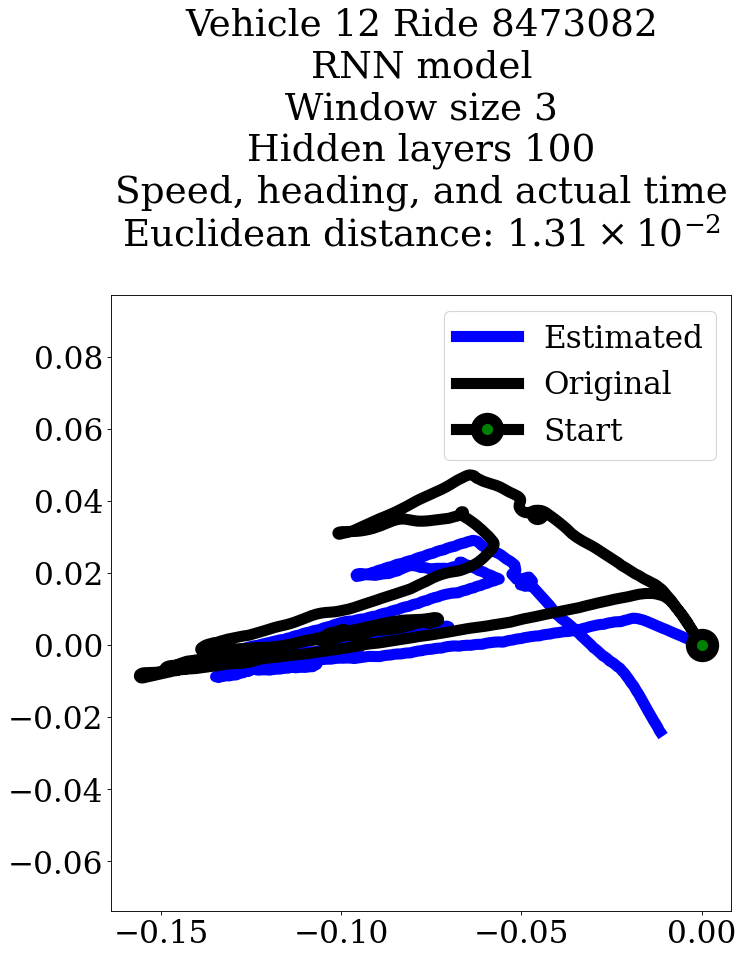 Vehicle 12 Ride 8473082
RNN model
Window size 3
Hidden layers 100
Speed, heading, and actual time
Euclidean distance: 1.31 × 10⁻²
Estimated
Original
Start
0.08
0.06
0.04
0.02
0.00
−0.02
−0.04
−0.06
−0.15 −0.10 −0.05 0.00